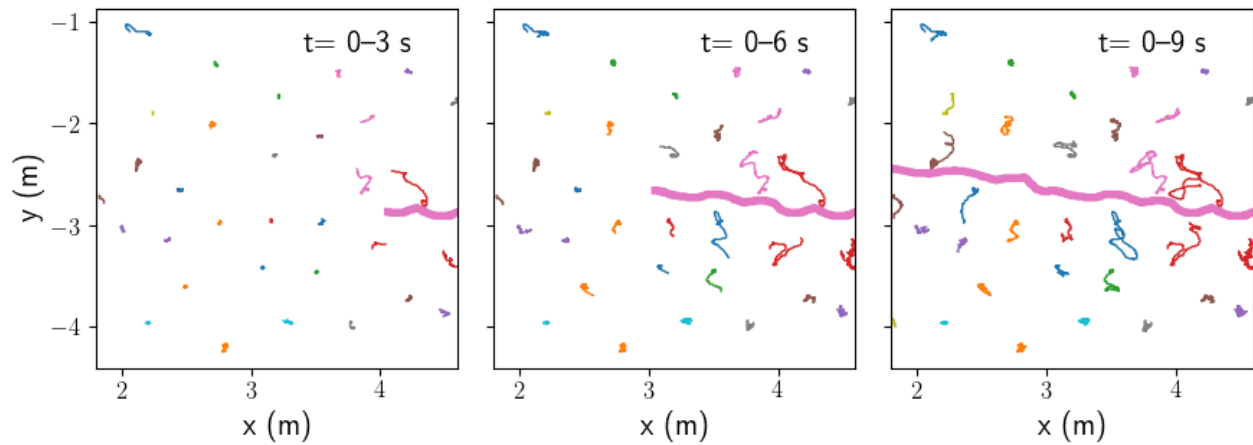 t= 0–3 s
t= 0–6 s
t= 0–9 s
−1
−2
−3
−4
y (m)
2 3 4
2 3 4
2 3 4
x (m)
x (m)
x (m)